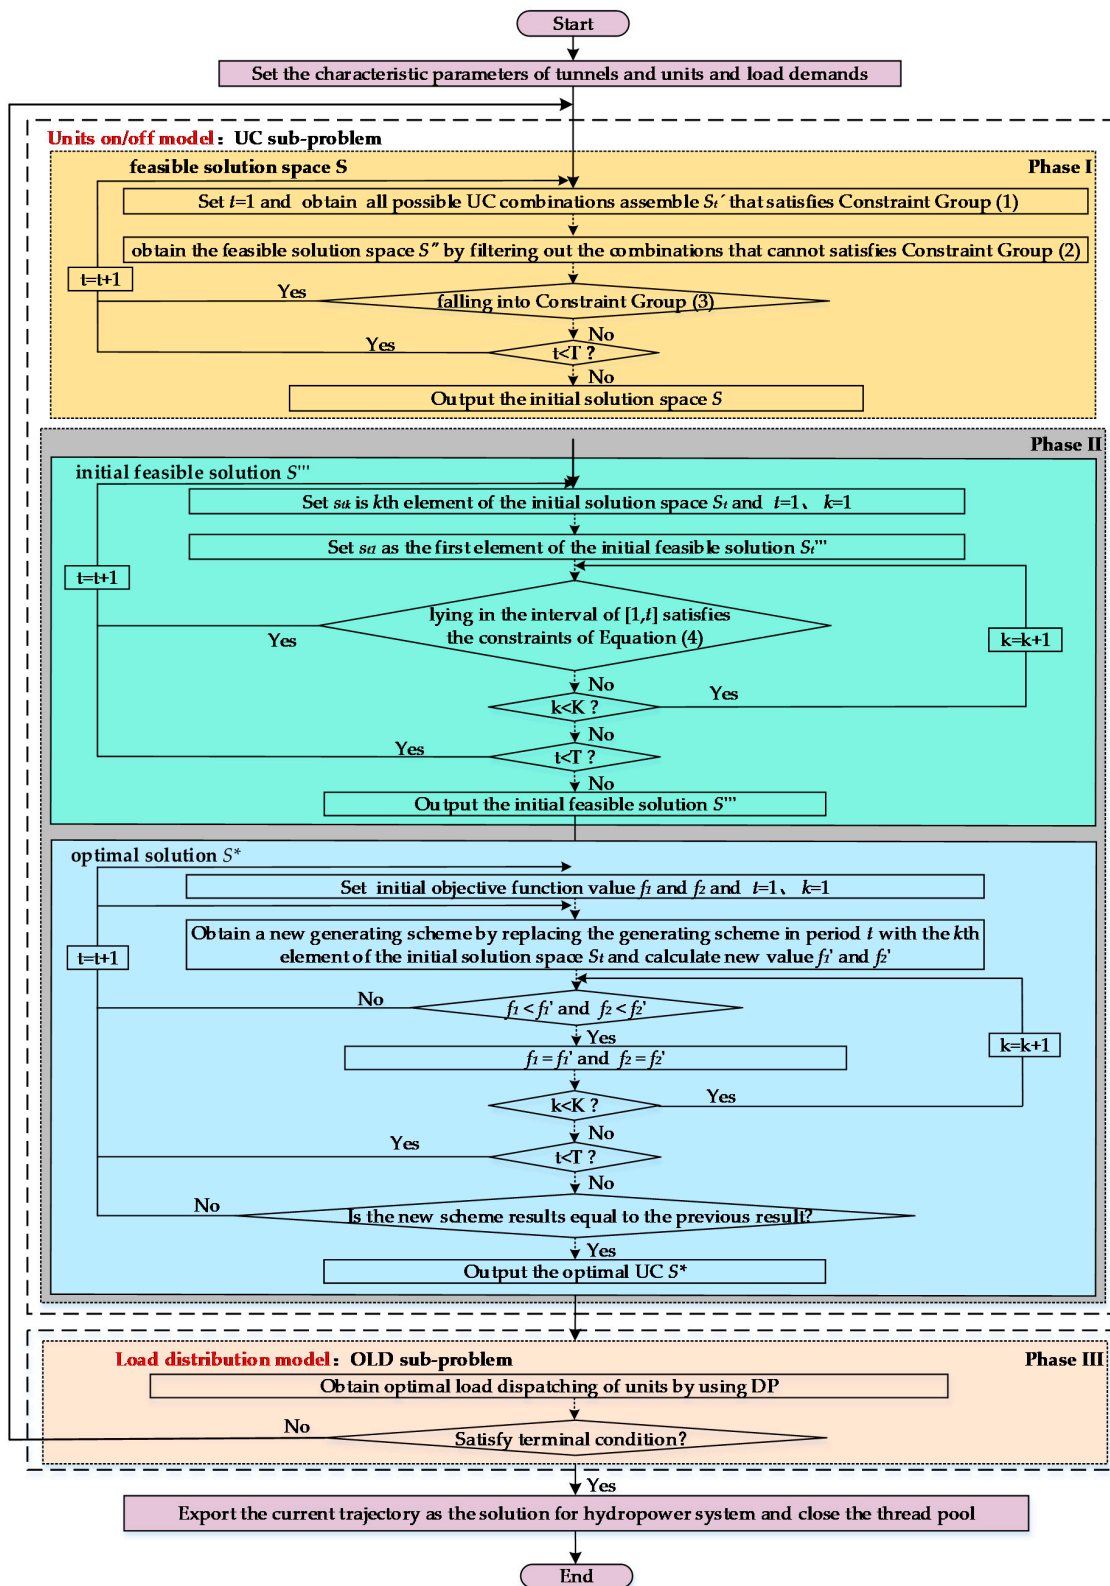 Start
Set the characteristic parameters of tunnels and units and load demands
Units on/off model: UC sub-problem
feasible solution space S
Phase I
Set t=1 and obtain all possible UC combinations assemble St′ that satisfies Constraint Group (1)
obtain the feasible solution space S″ by filtering out the combinations that cannot satisfies Constraint Group (2)
t=t+1
Yes
falling into Constraint Group (3)
No
Yes
t<T ?
No
Output the initial solution space S
Phase II
initial feasible solution S'''
Set stk is kth element of the initial solution space St and t=1、 k=1
Set st1 as the first element of the initial feasible solution St'''
t=t+1
lying in the interval of [1,t] satisfies
the constraints of Equation (4)
Yes
k=k+1
No
k<K ?
Yes
No
Yes
t<T ?
No
Output the initial feasible solution S'''
optimal solution S*
Set initial objective function value f1 and f2 and t=1、 k=1
Obtain a new generating scheme by replacing the generating scheme in period t with the kth
element of the initial solution space St and calculate new value f1' and f2'
t=t+1
No
f1 < f1' and f2 < f2'
Yes
k=k+1
f1 = f1' and f2 = f2'
k<K ?
Yes
No
Yes
t<T ?
No
No
Is the new scheme results equal to the previous result?
Yes
Output the optimal UC S*
Load distribution model: OLD sub-problem
Phase III
Obtain optimal load dispatching of units by using DP
No
Satisfy terminal condition?
Yes
Export the current trajectory as the solution for hydropower system and close the thread pool
End